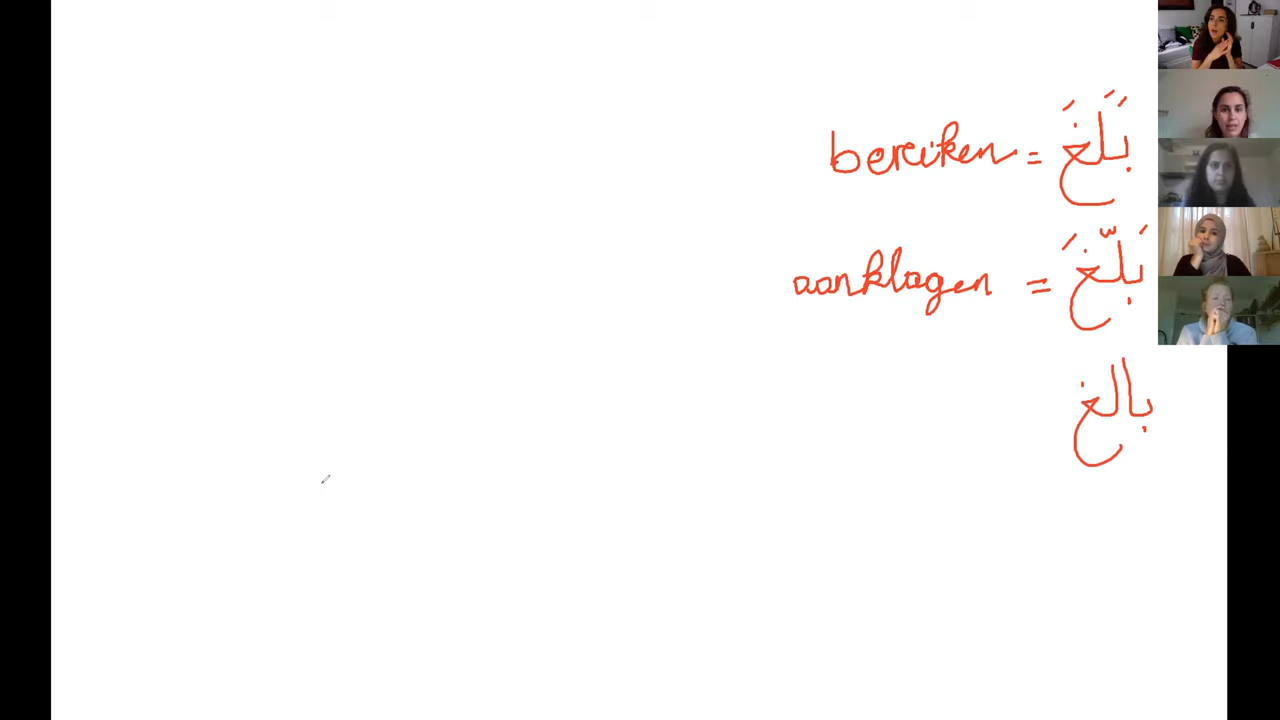 بَلَغَ = bereiken
بَلّغَ = aanklagen
بالغ